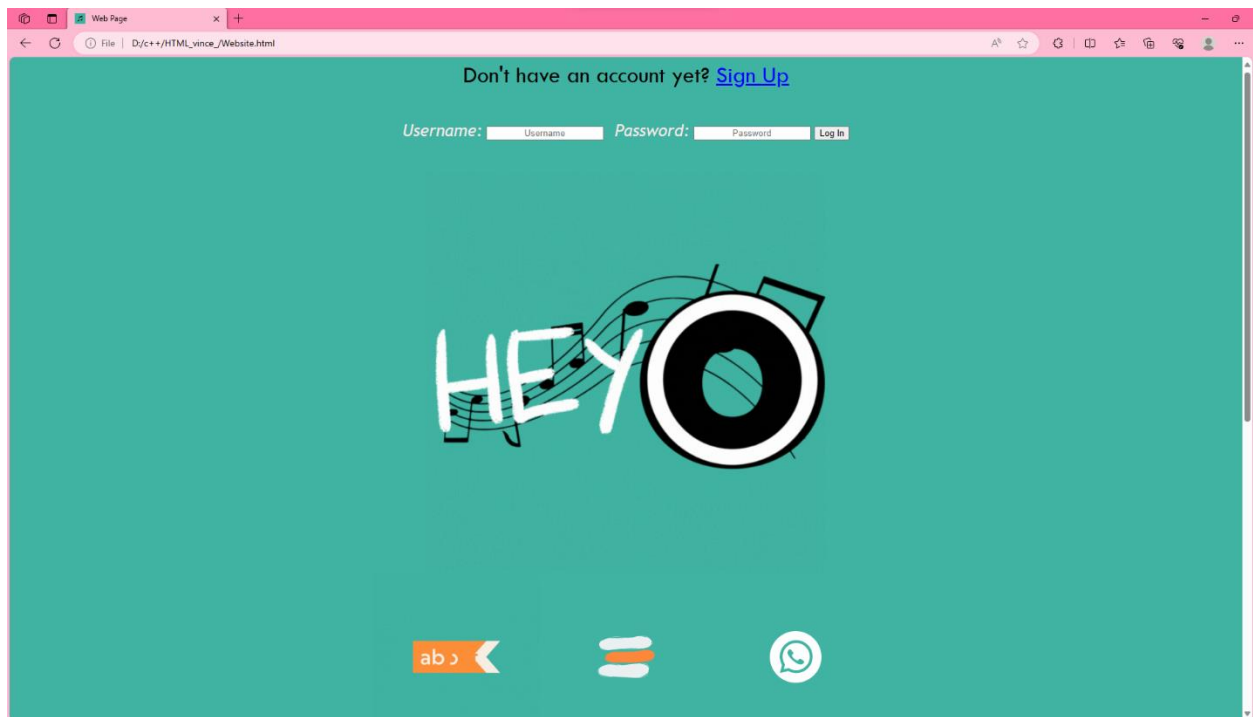 Web Page
File D:/c++/HTML_vince_/Website.html
Don't have an account yet? Sign Up
Username: Username Password: Password Log In
HEYO